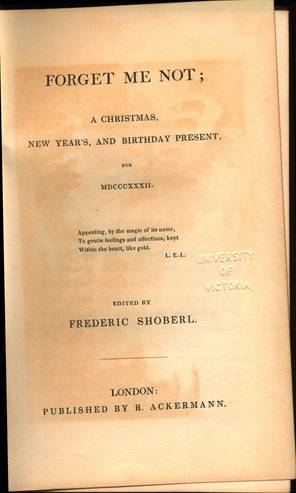 FORGET ME NOT;
A CHRISTMAS,
NEW YEAR'S, AND BIRTHDAY PRESENT,
FOR
MDCCCXXXII.
Appealing, by the magic of its name,
To gentle feelings and affections, kept
Within the heart, like gold.
L. E. L.
UNIVERSITY
OF
VICTORIA
EDITED BY
FREDERIC SHOBERL.
LONDON:
PUBLISHED BY R. ACKERMANN.